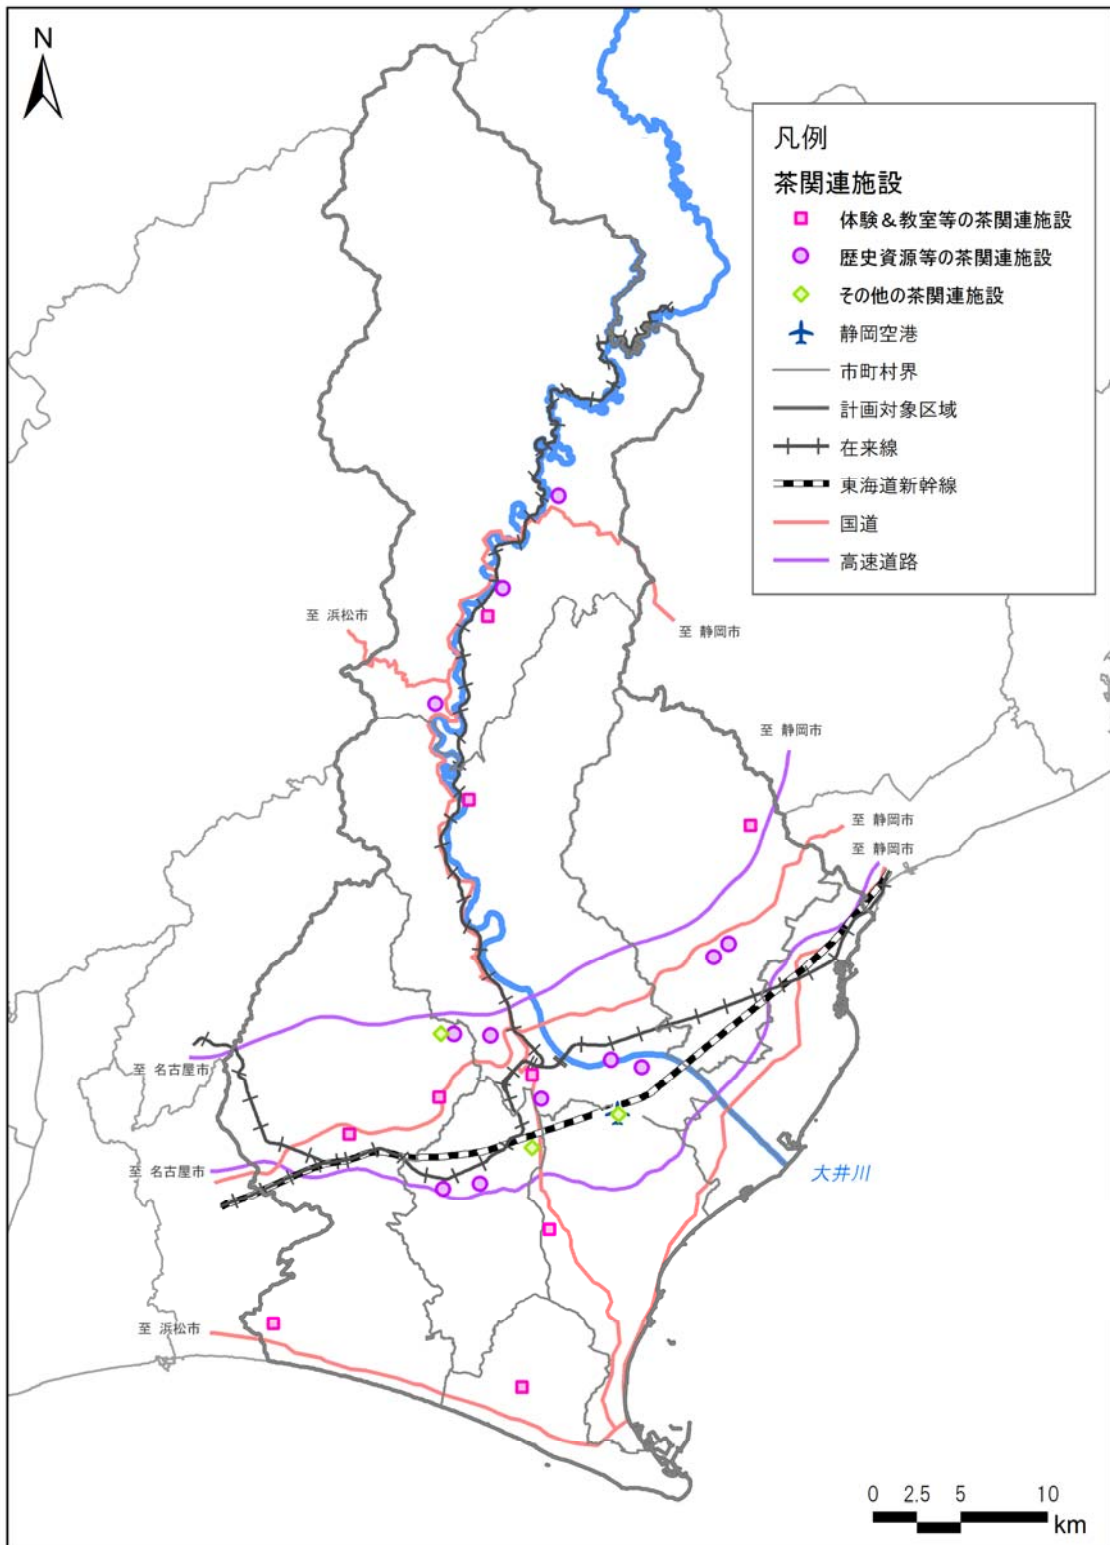 N
凡例
茶関連施設
体験＆教室等の茶関連施設
歴史資源等の茶関連施設
その他の茶関連施設
静岡空港
市町村界
計画対象区域
在来線
東海道新幹線
国道
高速道路
至 浜松市
至 静岡市
至 静岡市
至 静岡市
至 静岡市
至 名古屋市
至 名古屋市
大井川
至 浜松市
0 2.5 5 10
km